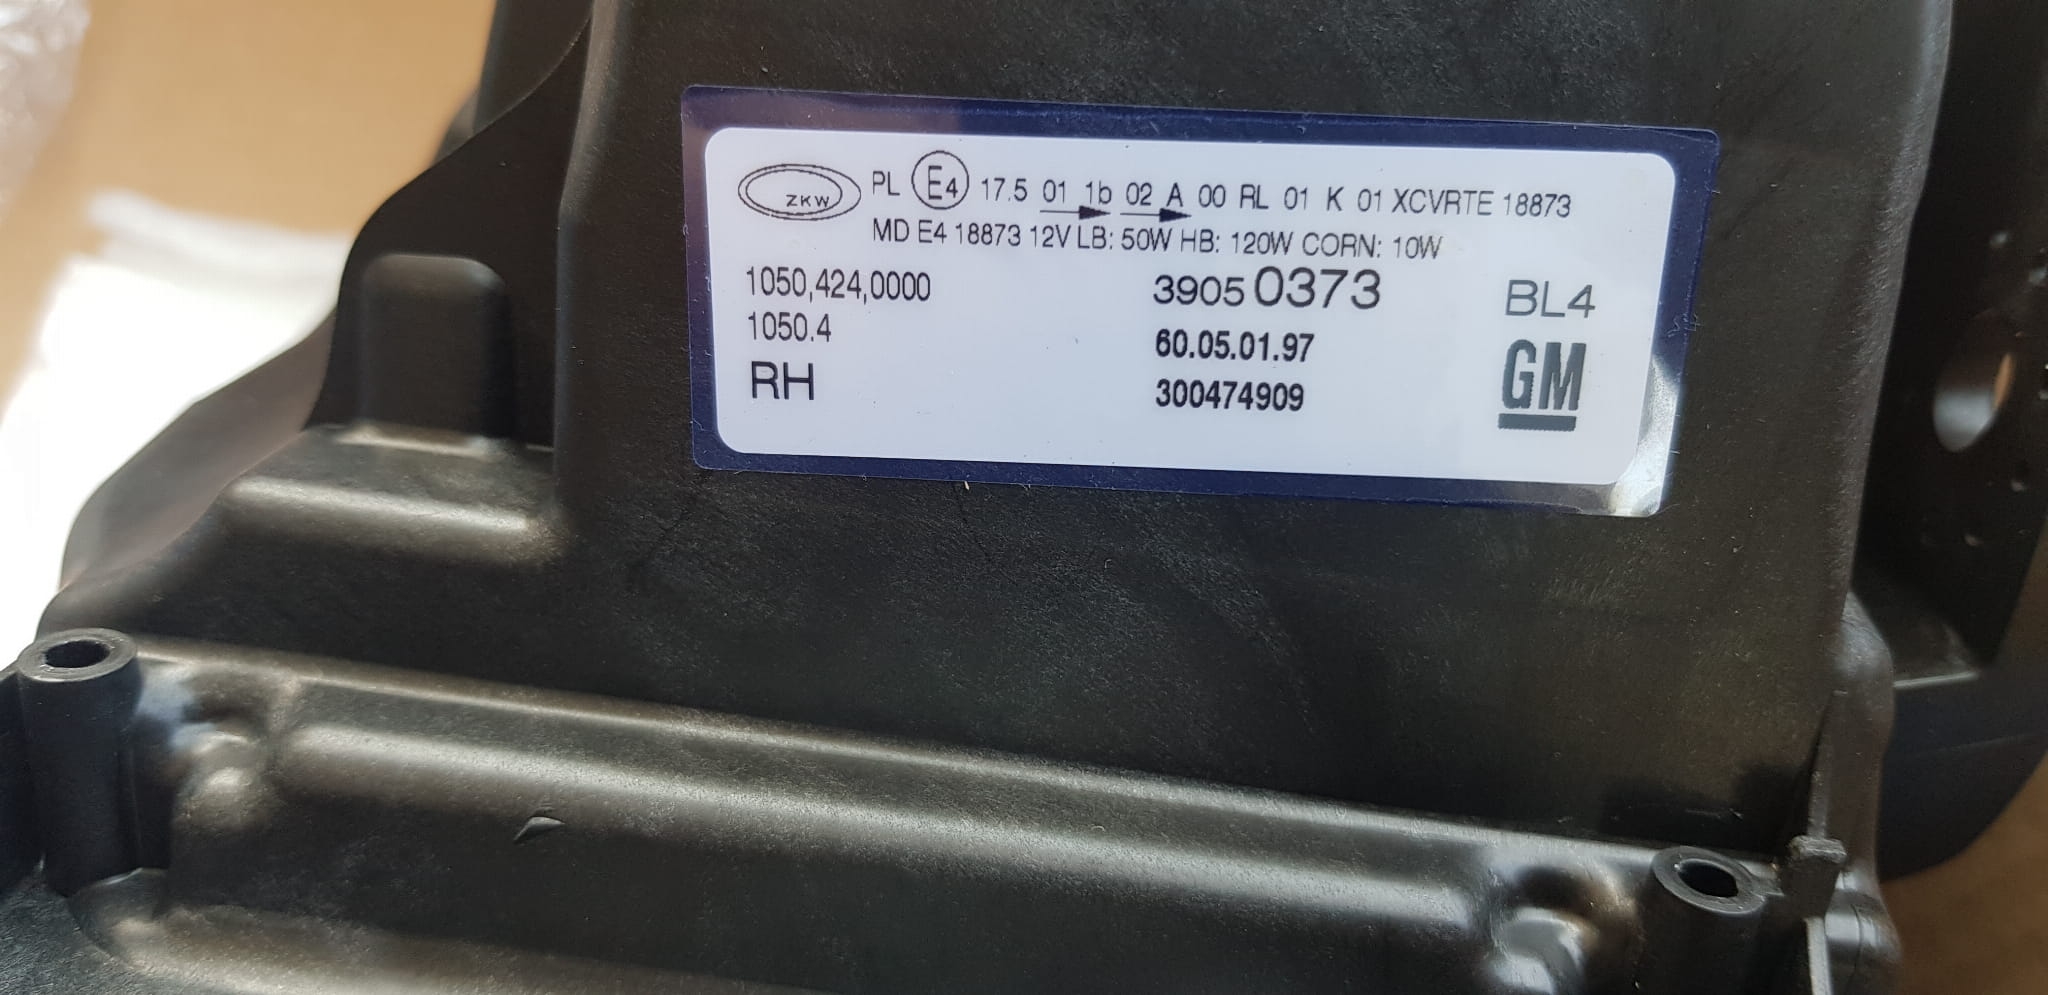 ZKW PL E4 17.5 01 1b 02 A 00 RL 01 K 01 XCVRTE 18873
MD E4 18873 12V LB: 50W HB: 120W CORN: 10W
1050,424,0000 39050373 BL4
1050.4 60.05.01.97
RH 300474909 GM